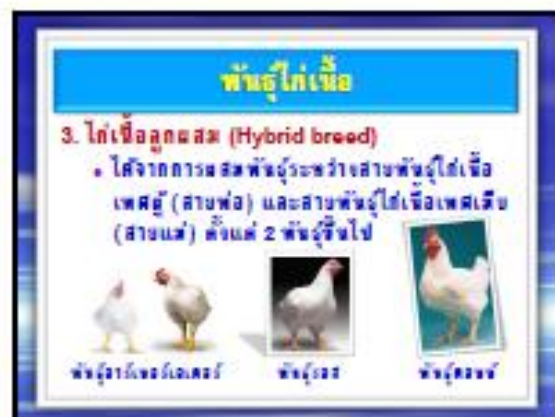 พันธุ์ไก่เนื้อ
3. ไก่เนื้อลูกผสม (Hybrid breed)
• ได้จากการผสมพันธุ์ระหว่างสายพันธุ์ไก่เนื้อ
เพศผู้ (สายพ่อ) และสายพันธุ์ไก่เนื้อเพศเมีย
(สายแม่) ตั้งแต่ 2 พันธุ์ขึ้นไป
พันธุ์อาร์เบอร์เอเคอร์ พันธุ์รอส พันธุ์คอบบ์